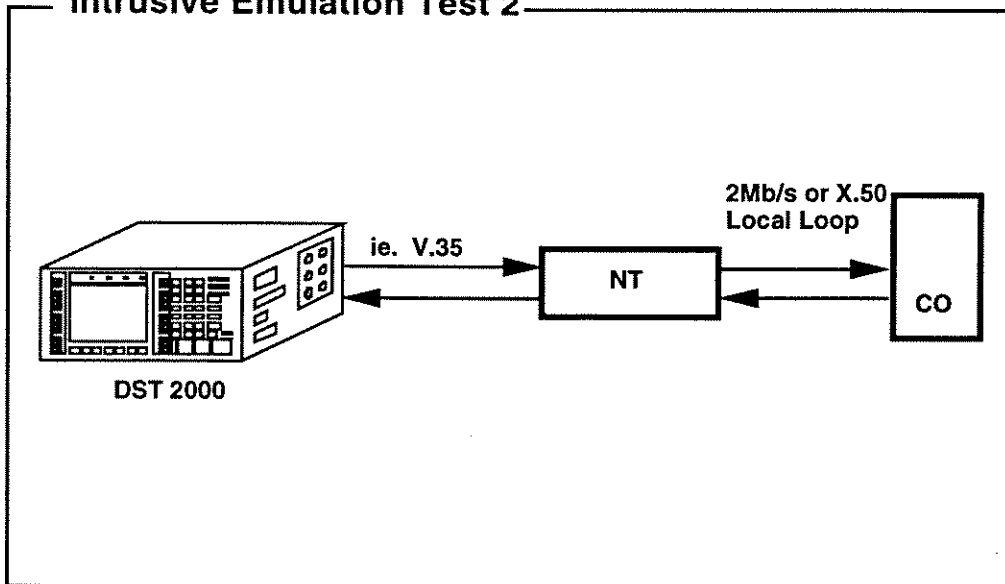 Intrusive Emulation Test 2
2Mb/s or X.50
Local Loop
ie. V.35
NT
CO
DST 2000